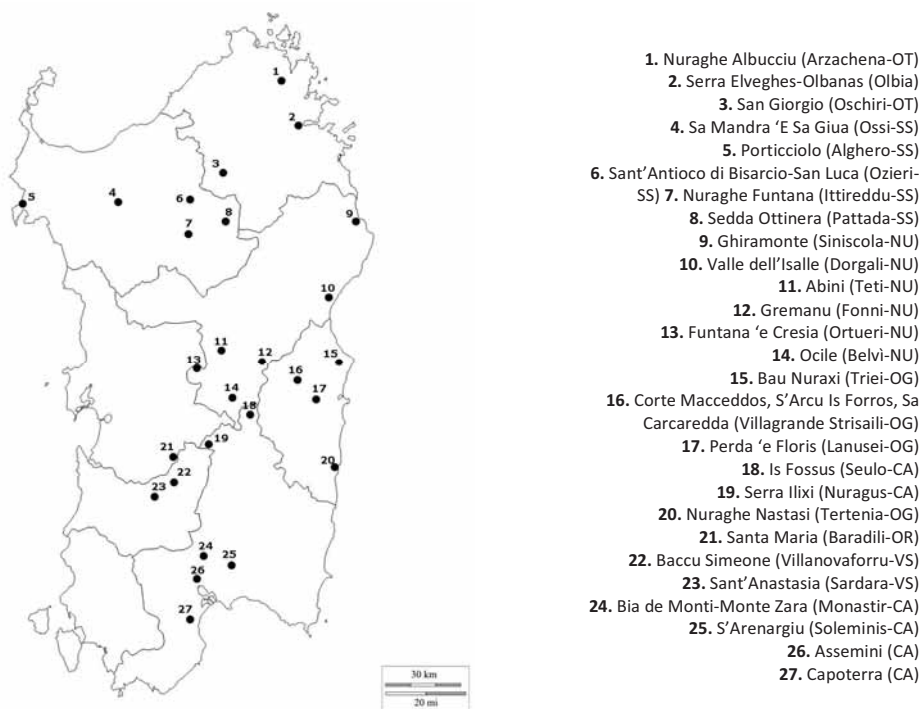 1
2
3
4
5
6
7
8
9
10
11
12
13
14
15
16
17
18
19
20
21
22
23
24
25
26
27
30 km
20 mi
1. Nuraghe Albucciu (Arzachena-OT)
2. Serra Elveghes-Olbanas (Olbia)
3. San Giorgio (Oschiri-OT)
4. Sa Mandra ‘E Sa Giua (Ossi-SS)
5. Porticciolo (Alghero-SS)
6. Sant’Antioco di Bisarcio-San Luca (Ozieri-
SS) 7. Nuraghe Funtana (Ittireddu-SS)
8. Sedda Ottinera (Pattada-SS)
9. Ghiramonte (Siniscola-NU)
10. Valle dell’Isalle (Dorgali-NU)
11. Abini (Teti-NU)
12. Gremanu (Fonni-NU)
13. Funtana ‘e Cresia (Ortueri-NU)
14. Ocile (Belvì-NU)
15. Bau Nuraxi (Triei-OG)
16. Corte Macceddos, S’Arcu Is Forros, Sa
Carcaredda (Villagrande Strisaili-OG)
17. Perda ‘e Floris (Lanusei-OG)
18. Is Fossus (Seulo-CA)
19. Serra Ilixi (Nuragus-CA)
20. Nuraghe Nastasi (Tertenia-OG)
21. Santa Maria (Baradili-OR)
22. Baccu Simeone (Villanovaforru-VS)
23. Sant’Anastasia (Sardara-VS)
24. Bia de Monti-Monte Zara (Monastir-CA)
25. S’Arenargiu (Soleminis-CA)
26. Assemini (CA)
27. Capoterra (CA)